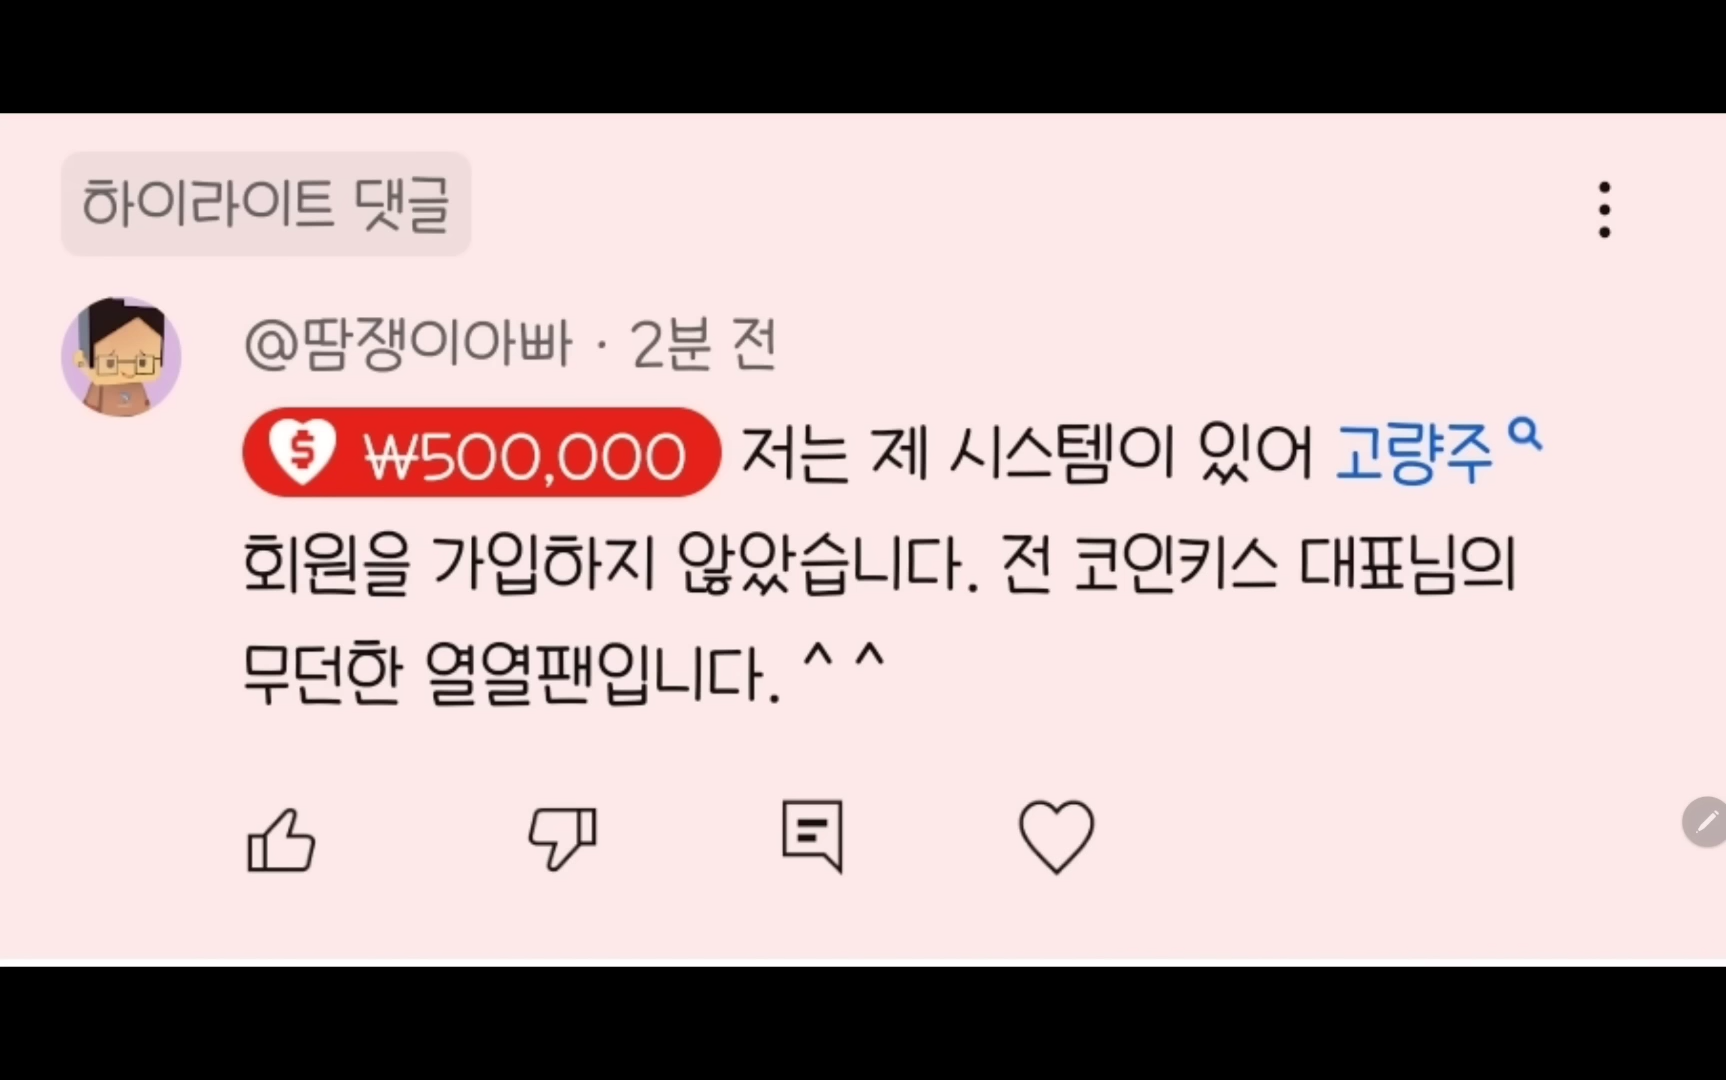 하이라이트 댓글
@땀쟁이아빠 · 2분 전
₩500,000 저는 제 시스템이 있어 고량주
회원을 가입하지 않았습니다. 전 코인키스 대표님의
무던한 열열팬입니다. ^ ^